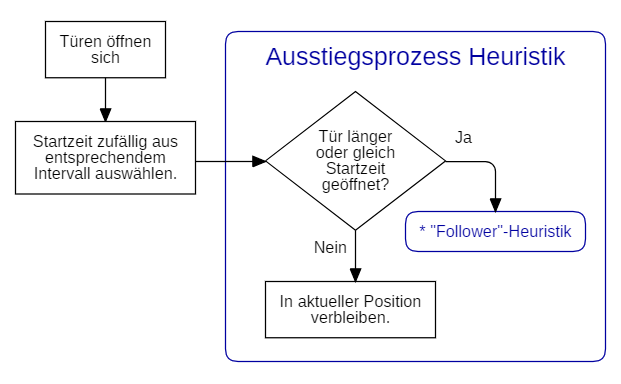 Türen öffnen
sich
Ausstiegsprozess Heuristik
Startzeit zufällig aus
entsprechendem
Intervall auswählen.
Tür länger
oder gleich
Startzeit
geöffnet?
Ja
* "Follower"-Heuristik
Nein
In aktueller Position
verbleiben.